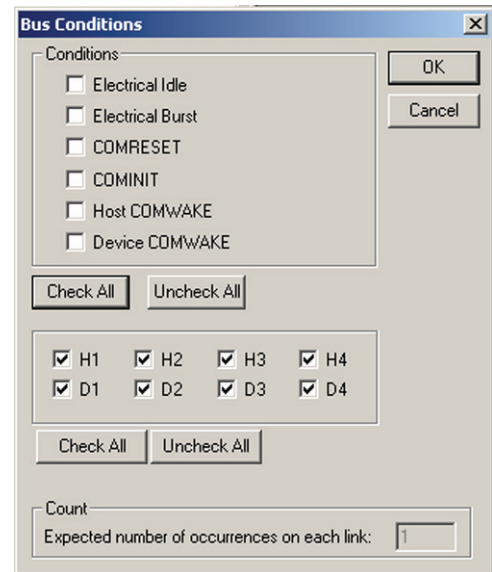 Bus Conditions
Conditions
OK
Electrical Idle
Cancel
Electrical Burst
COMRESET
COMINIT
Host COMWAKE
Device COMWAKE
Check All Uncheck All
H1 H2 H3 H4
D1 D2 D3 D4
Check All Uncheck All
Count
Expected number of occurrences on each link: 1